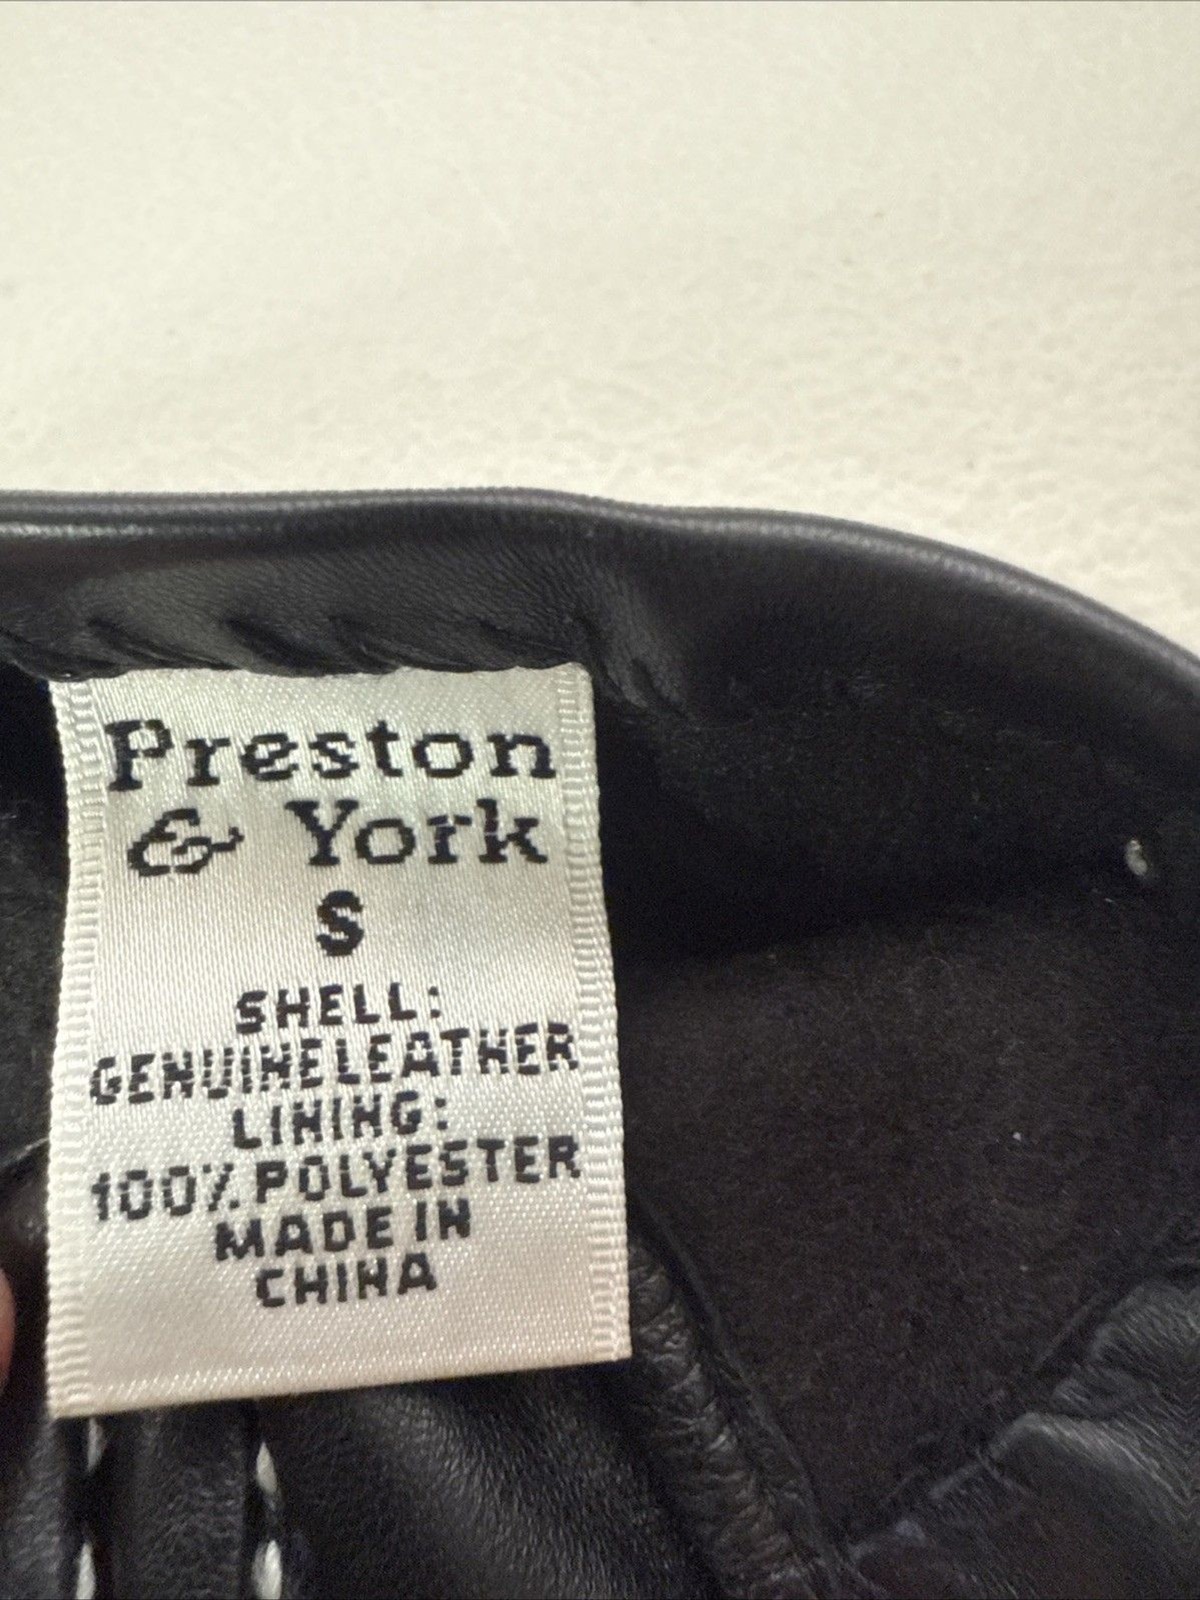 Preston
& York
S
SHELL:
GENUINE LEATHER
LINING:
100% POLYESTER
MADE IN
CHINA